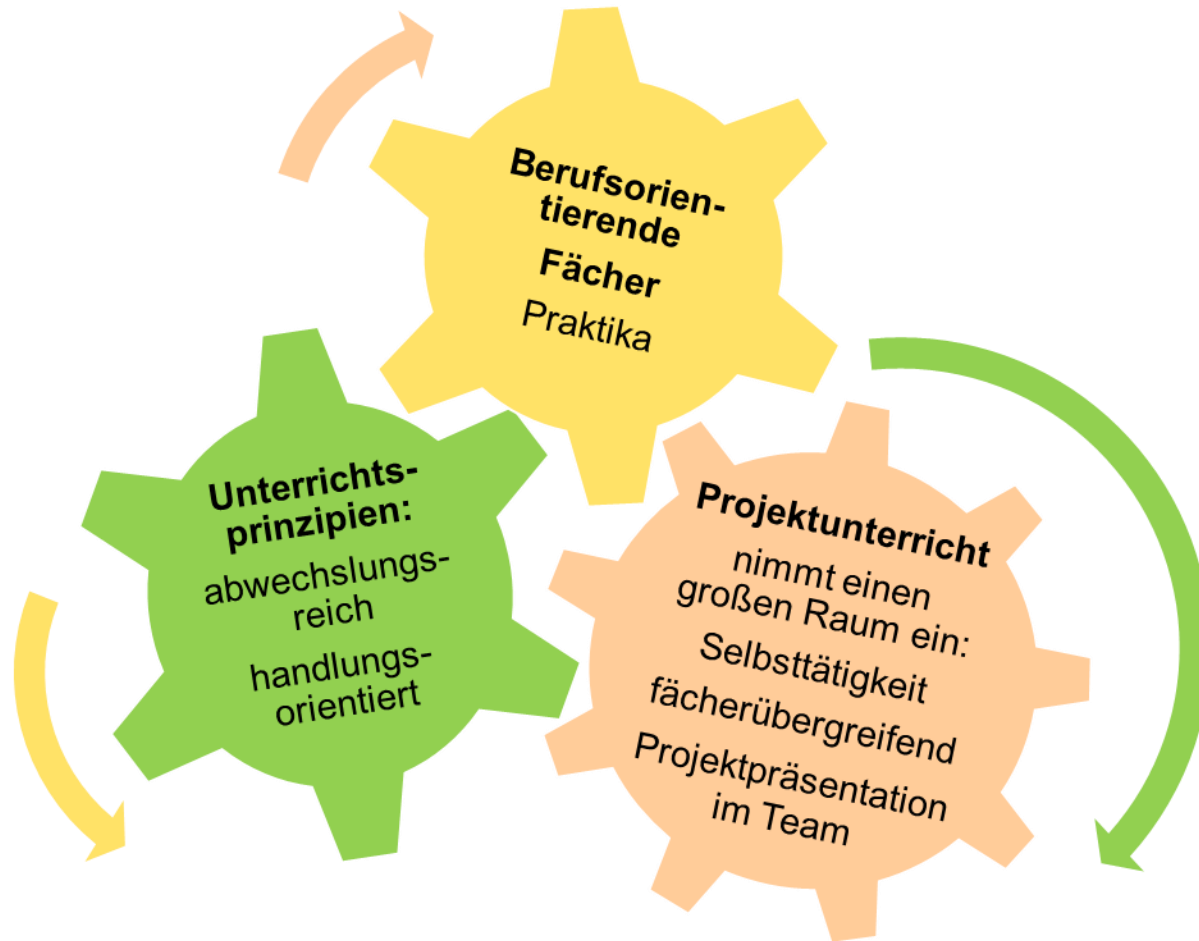 Berufsorien-
tierende
Fächer
Praktika
Unterrichts-
prinzipien:
abwechslungs-
reich
handlungs-
orientiert
Projektunterricht
nimmt einen
großen Raum ein:
Selbsttätigkeit
fächerübergreifend
Projektpräsentation
im Team